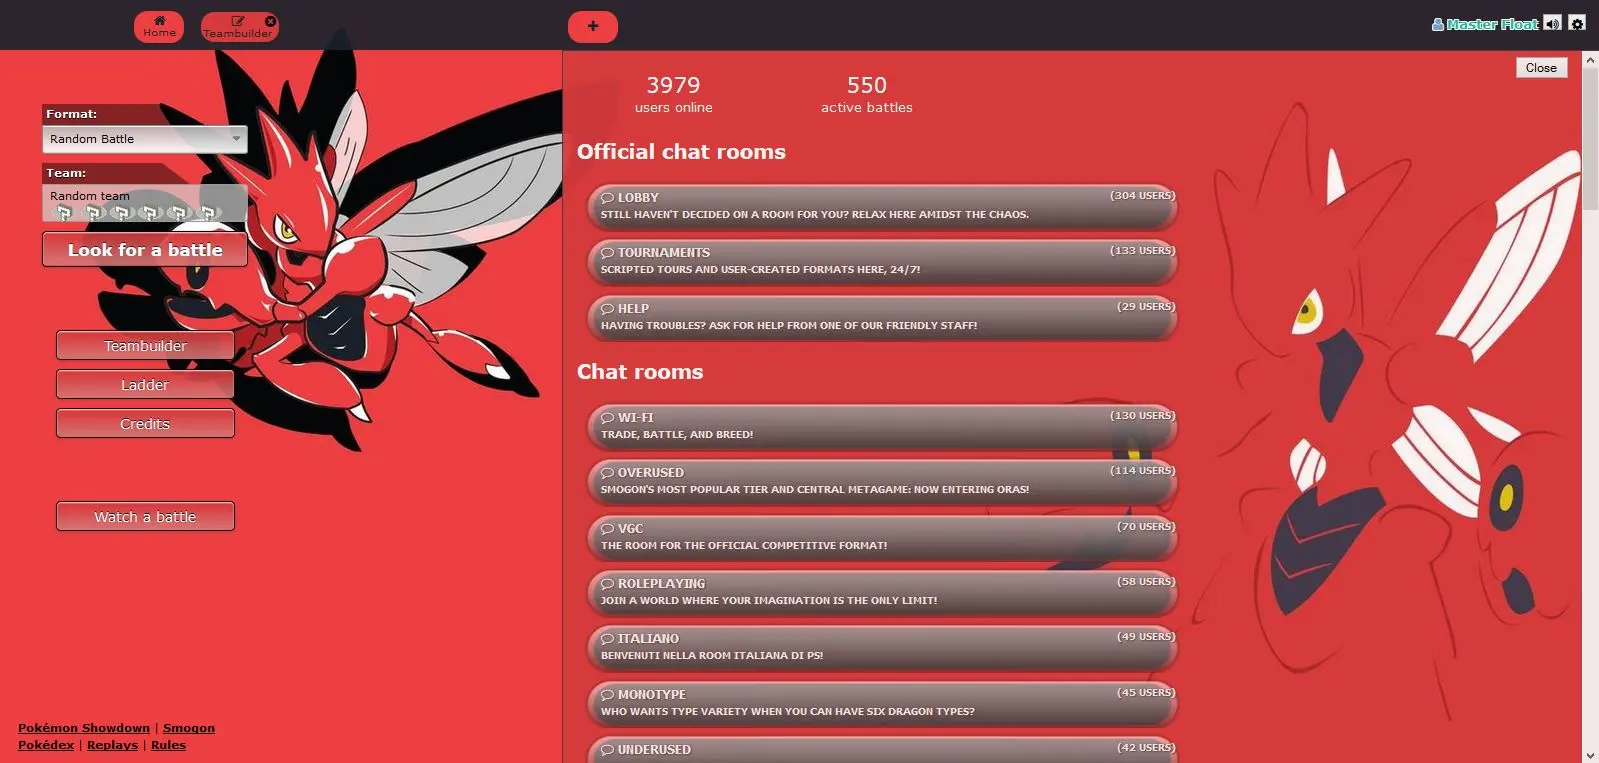 Home
Teambuilder
Master Float
Format:
Random Battle
Team:
Random team
Look for a battle
Teambuilder
Ladder
Credits
Watch a battle
Pokémon Showdown | Smogon
Pokédex | Replays | Rules
Close
3979 550
users online active battles
Official chat rooms
LOBBY (304 USERS)
STILL HAVEN'T DECIDED ON A ROOM FOR YOU? RELAX HERE AMIDST THE CHAOS.
TOURNAMENTS (133 USERS)
SCRIPTED TOURS AND USER-CREATED FORMATS HERE, 24/7!
HELP (29 USERS)
HAVING TROUBLES? ASK FOR HELP FROM ONE OF OUR FRIENDLY STAFF!
Chat rooms
WI-FI (130 USERS)
TRADE, BATTLE, AND BREED!
OVERUSED (114 USERS)
SMOGON'S MOST POPULAR TIER AND CENTRAL METAGAME: NOW ENTERING ORAS!
VGC (70 USERS)
THE ROOM FOR THE OFFICIAL COMPETITIVE FORMAT!
ROLEPLAYING (58 USERS)
JOIN A WORLD WHERE YOUR IMAGINATION IS THE ONLY LIMIT!
ITALIANO (49 USERS)
BENVENUTI NELLA ROOM ITALIANA DI PS!
MONOTYPE (45 USERS)
WHO WANTS TYPE VARIETY WHEN YOU CAN HAVE SIX DRAGON TYPES?
UNDERUSED (42 USERS)